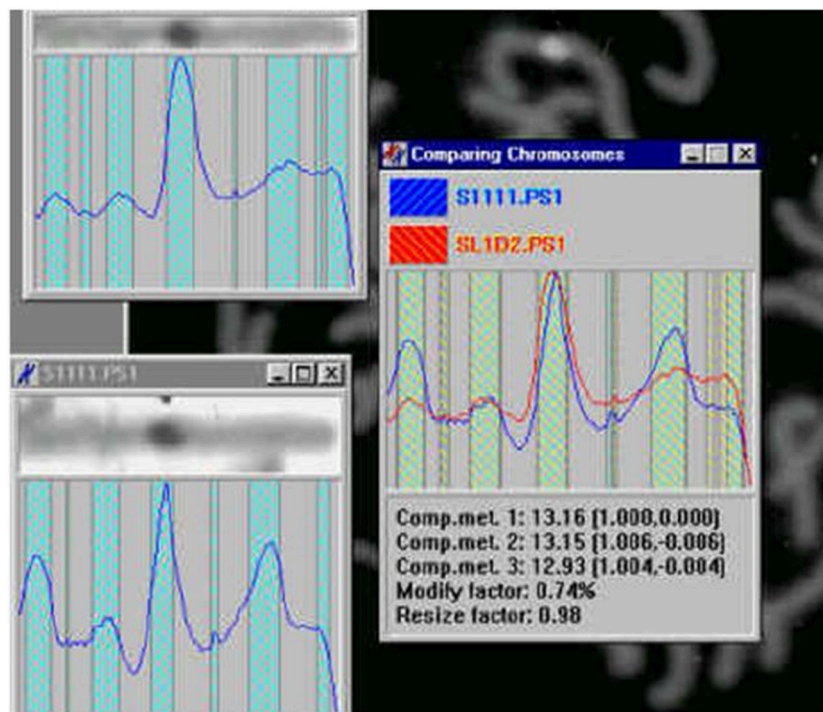 Comparing Chromosomes
S1111.PS1
SL1D2.PS1
S1111.PS1
Comp.met. 1: 13.16 [1.000,0.000]
Comp.met. 2: 13.15 [1.006,-0.006]
Comp.met. 3: 12.93 [1.004,-0.004]
Modify factor: 0.74%
Resize factor: 0.98